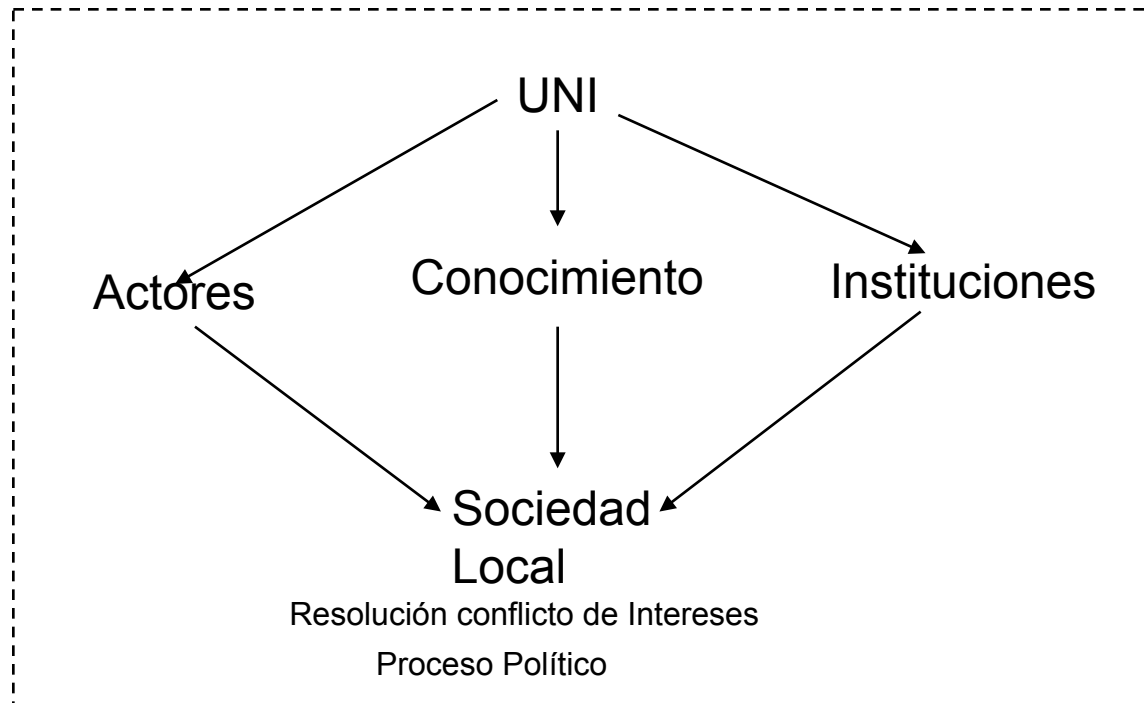 UNI
Actores
Conocimiento
Instituciones
Sociedad
Local
Resolución conflicto de Intereses
Proceso Político